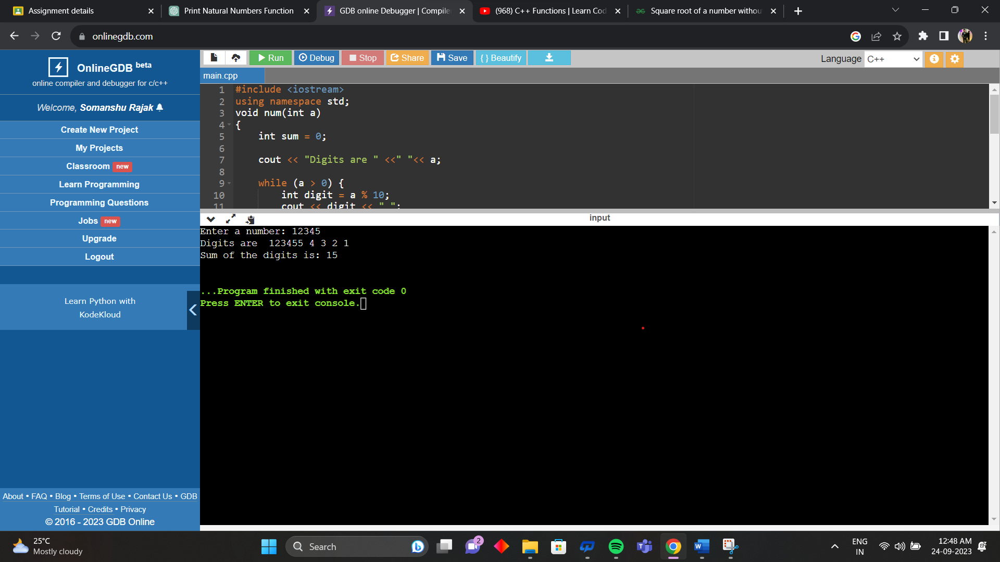 Assignment details
Print Natural Numbers Function
GDB online Debugger | Compile
(968) C++ Functions | Learn Cod
Square root of a number withou
onlinegdb.com
OnlineGDB beta
online compiler and debugger for c/c++
Welcome, Somanshu Rajak
Create New Project
My Projects
Classroom new
Learn Programming
Programming Questions
Jobs new
Upgrade
Logout
Learn Python with
KodeKloud
About • FAQ • Blog • Terms of Use • Contact Us • GDB
Tutorial • Credits • Privacy
© 2016 - 2023 GDB Online
Run
Debug
Stop
Share
Save
{ } Beautify
Language C++
main.cpp
1 #include <iostream>
2 using namespace std;
3 void num(int a)
4 {
5 int sum = 0;
6
7 cout << "Digits are " <<" "<< a;
8
9 while (a > 0) {
10 int digit = a % 10;
11 cout << digit << " ";
input
Enter a number: 12345
Digits are  123455 4 3 2 1
Sum of the digits is: 15
...Program finished with exit code 0
Press ENTER to exit console.
25°C
Mostly cloudy
Search
2
ENG
IN
12:48 AM
24-09-2023